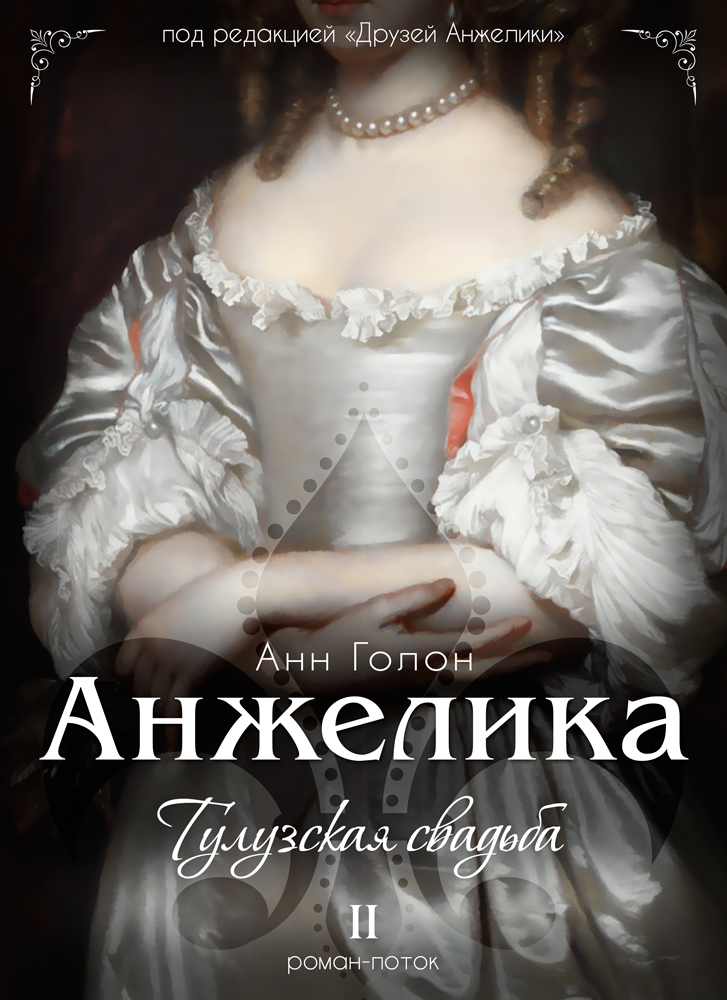 под редакцией «Друзей Анжелики»
Анн Голон
Анжелика
Тулузская свадьба
II
роман-поток